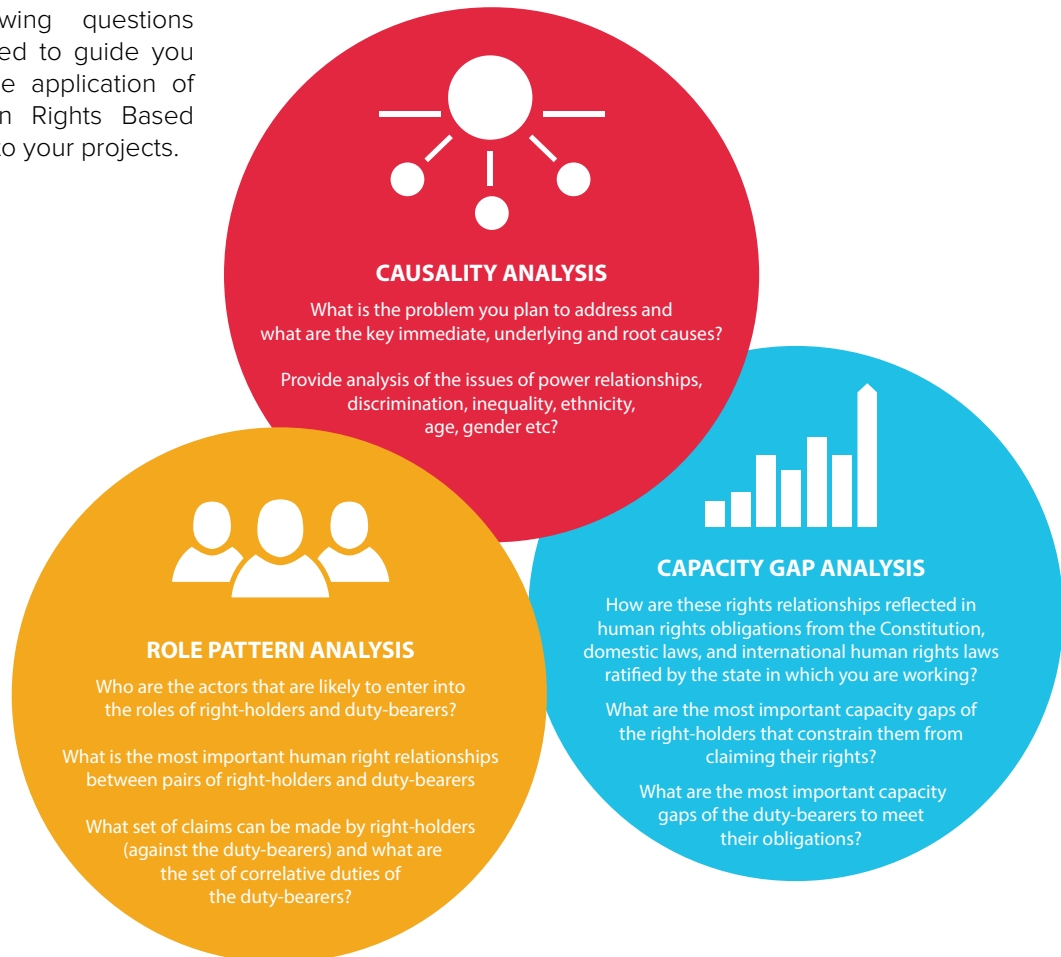 wing questions
ed to guide you
e application of
n Rights Based
to your projects.
CAUSALITY ANALYSIS
What is the problem you plan to address and
what are the key immediate, underlying and root causes?
Provide analysis of the issues of power relationships,
discrimination, inequality, ethnicity,
age, gender etc?
CAPACITY GAP ANALYSIS
How are these rights relationships reflected in
human rights obligations from the Constitution,
domestic laws, and international human rights laws
ratified by the state in which you are working?
What are the most important capacity gaps of
the right-holders that constrain them from
claiming their rights?
What are the most important capacity
gaps of the duty-bearers to meet
their obligations?
ROLE PATTERN ANALYSIS
Who are the actors that are likely to enter into
the roles of right-holders and duty-bearers?
What is the most important human right relationships
between pairs of right-holders and duty-bearers
What set of claims can be made by right-holders
(against the duty-bearers) and what are
the set of correlative duties of
the duty-bearers?